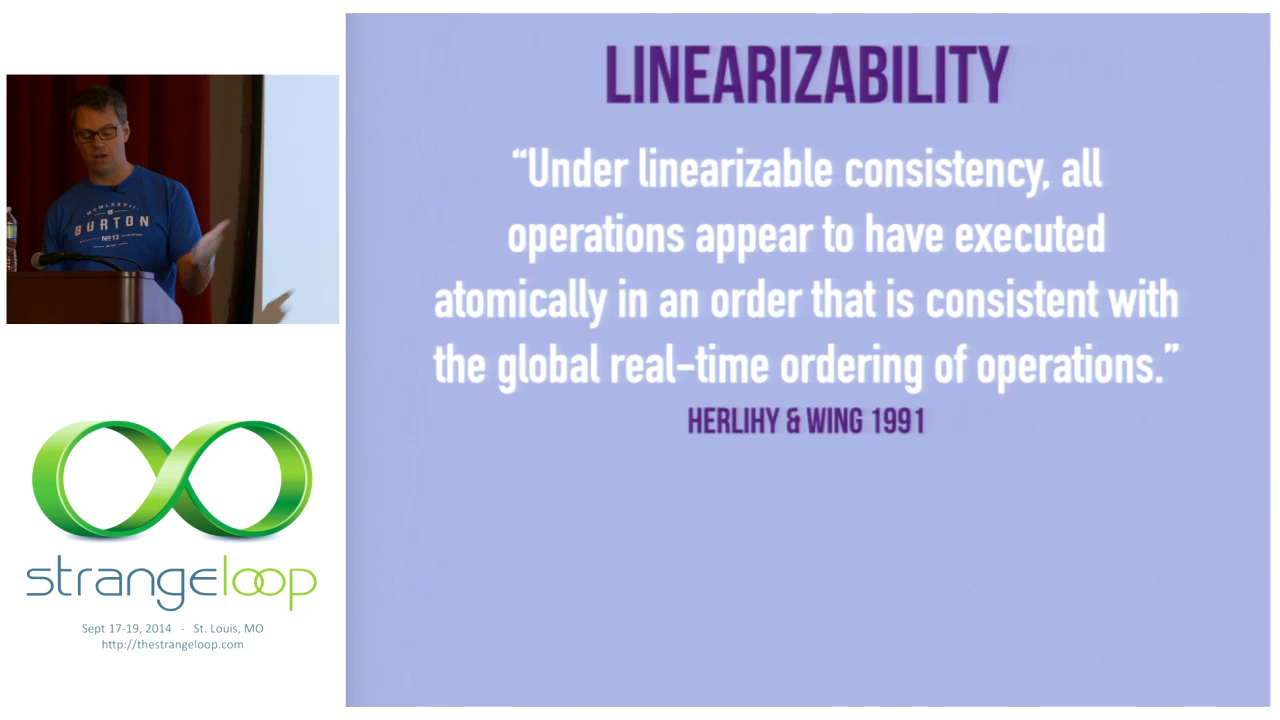 LINEARIZABILITY
“Under linearizable consistency, all
operations appear to have executed
atomically in an order that is consistent with
the global real-time ordering of operations.”
HERLIHY & WING 1991
MCMLXXVII
BURTON
Nº13
strangeloop
Sept 17-19, 2014 - St. Louis, MO
http://thestrangeloop.com